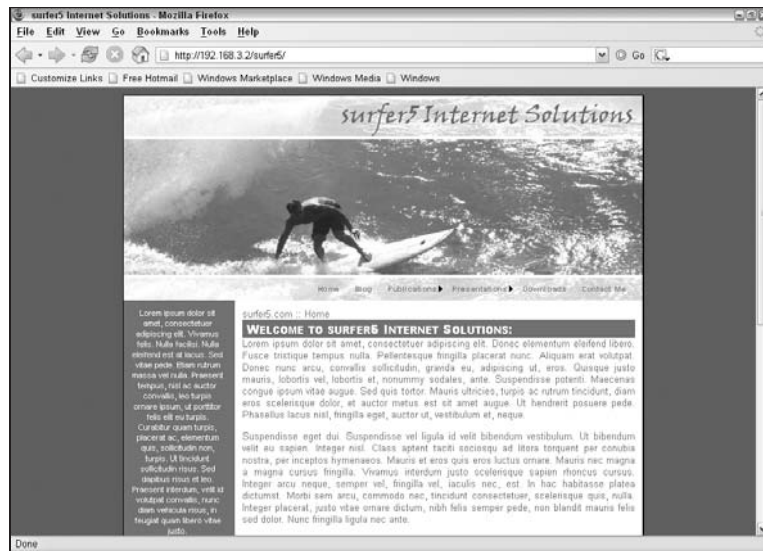 surfer5 Internet Solutions - Mozilla Firefox
File Edit View Go Bookmarks Tools Help
http://192.168.3.2/surfer5/
Go
Customize Links Free Hotmail Windows Marketplace Windows Media Windows
surfer5 Internet Solutions
Home Blog Publications Presentations Downloads Contact Me
Lorem ipsum dolor sit
amet, consectetuer
adipiscing elit. Vivamus
felis. Nulla facilisi. Nulla
eleifend est at lacus. Sed
vitae pede. Etiam rutrum
massa vel nulla. Praesent
tempus, nisl ac auctor
convallis, leo turpis
ornare ipsum, ut porttitor
felis elit eu turpis.
Curabitur quam turpis,
placerat ac, elementum
quis, sollicitudin non,
turpis. Ut tincidunt
sollicitudin risus. Sed
dapibus risus et leo.
Praesent interdum, velit id
volutpat convallis, nunc
diam vehicula risus, in
feugiat quam libero vitae
justo.
surfer5.com :: Home
Welcome to surfer5 Internet Solutions:
Lorem ipsum dolor sit amet, consectetuer adipiscing elit. Donec elementum eleifend libero.
Fusce tristique tempus nulla. Pellentesque fringilla placerat nunc. Aliquam erat volutpat.
Donec nunc arcu, convallis sollicitudin, gravida eu, adipiscing ut, eros. Quisque justo
mauris, lobortis vel, lobortis et, nonummy sodales, ante. Suspendisse potenti. Maecenas
congue ipsum vitae augue. Sed quis tortor. Mauris ultricies, turpis ac rutrum tincidunt, diam
eros scelerisque dolor, et auctor metus est sit amet augue. Ut hendrerit posuere pede.
Phasellus lacus nisl, fringilla eget, auctor ut, vestibulum et, neque.
Suspendisse eget dui. Suspendisse vel ligula id velit bibendum vestibulum. Ut bibendum
velit eu sapien. Integer nisl. Class aptent taciti sociosqu ad litora torquent per conubia
nostra, per inceptos hymenaeos. Mauris et eros quis eros luctus ornare. Mauris nec magna
a magna cursus fringilla. Vivamus interdum justo scelerisque sapien rhoncus cursus.
Integer arcu neque, semper vel, fringilla vel, iaculis nec, est. In hac habitasse platea
dictumst. Morbi sem arcu, commodo nec, tincidunt consectetuer, scelerisque quis, nulla.
Integer placerat, justo vitae ornare dictum, nibh felis semper pede, non blandit mauris felis
sed dolor. Nunc fringilla ligula nec ante.
Done